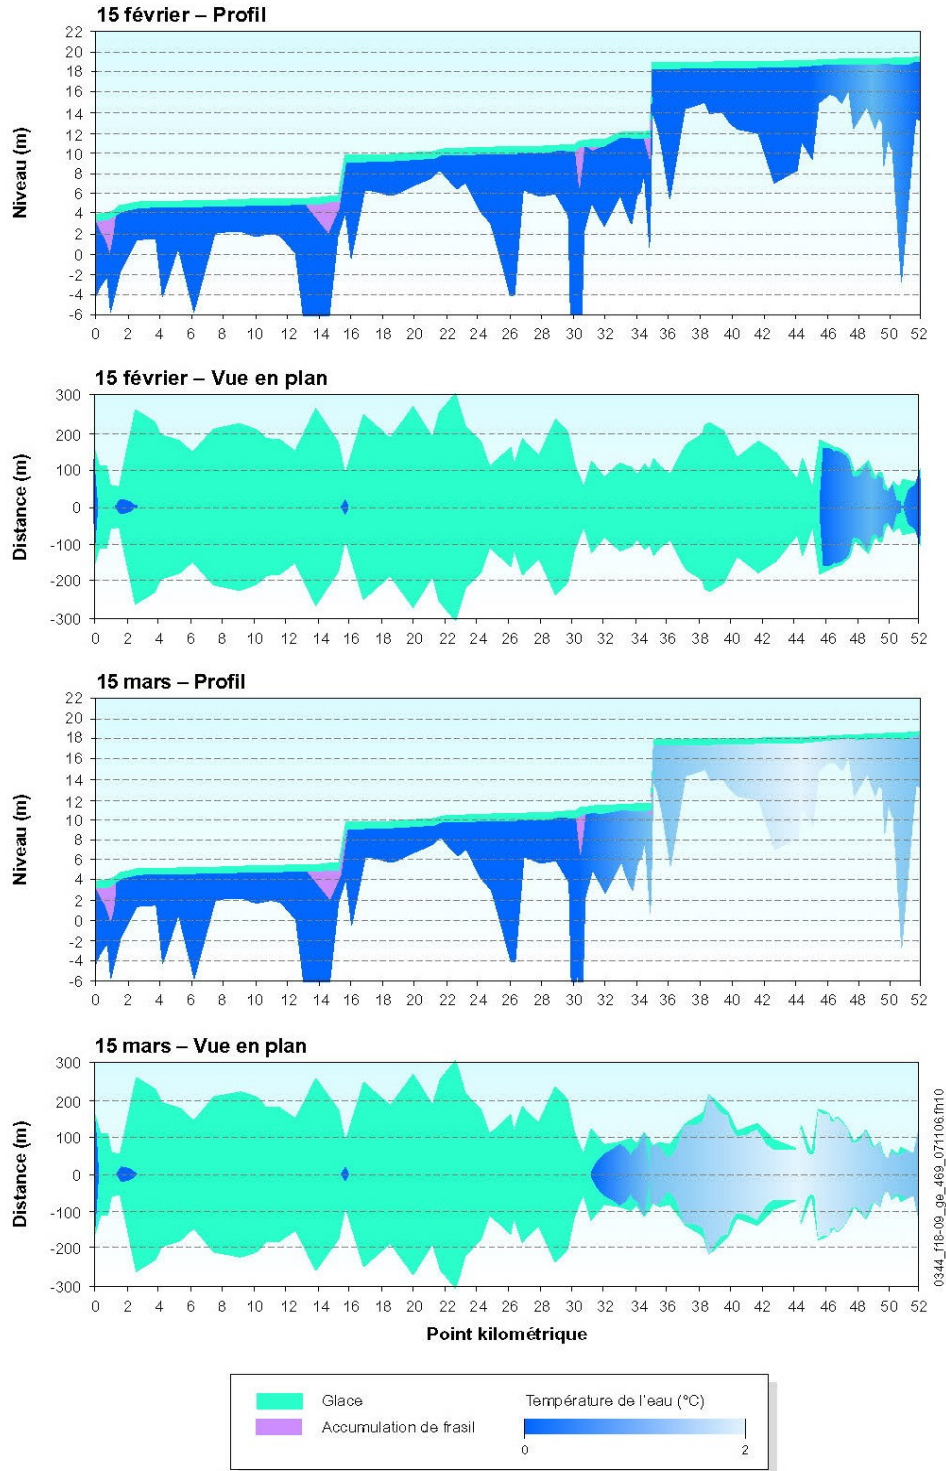 15 février – Profil
Niveau (m)
22
20
18
16
14
12
10
8
6
4
2
0
-2
-4
-6
0 2 4 6 8 10 12 14 16 18 20 22 24 26 28 30 32 34 36 38 40 42 44 46 48 50 52
15 février – Vue en plan
Distance (m)
300
200
100
0
-100
-200
-300
0 2 4 6 8 10 12 14 16 18 20 22 24 26 28 30 32 34 36 38 40 42 44 46 48 50 52
15 mars – Profil
Niveau (m)
22
20
18
16
14
12
10
8
6
4
2
0
-2
-4
-6
0 2 4 6 8 10 12 14 16 18 20 22 24 26 28 30 32 34 36 38 40 42 44 46 48 50 52
15 mars – Vue en plan
Distance (m)
300
200
100
0
-100
-200
-300
0 2 4 6 8 10 12 14 16 18 20 22 24 26 28 30 32 34 36 38 40 42 44 46 48 50 52
Point kilométrique
0344_f18-09_ge_469_071106.fh10
Glace
Accumulation de frasil
Température de l'eau (°C)
0 2